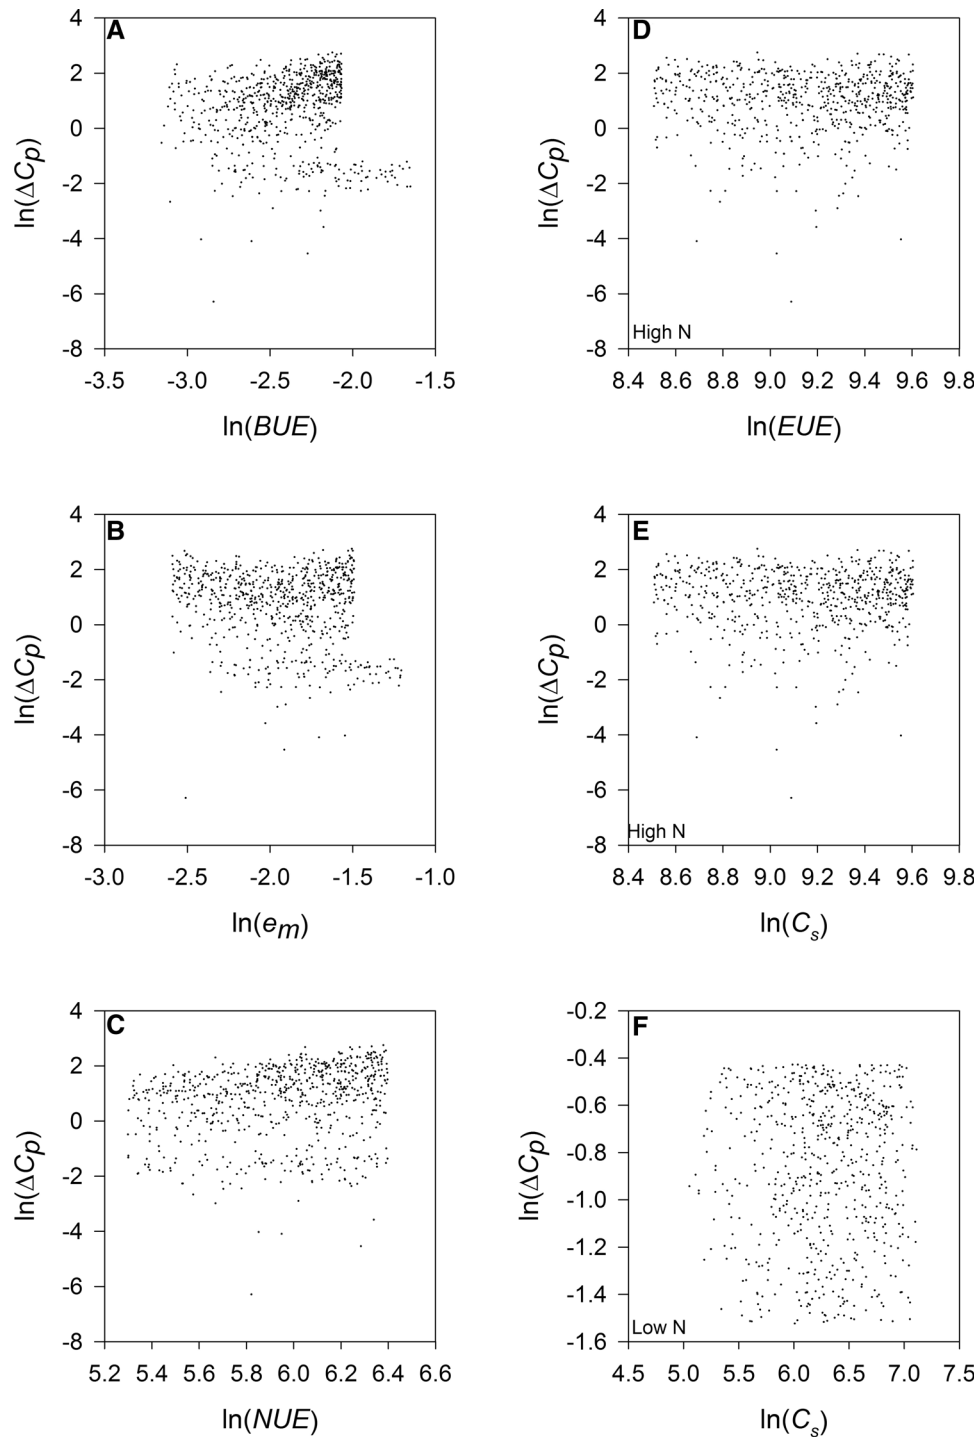 A
4
2
0
-2
-4
-6
-8
ln(ΔCp)
-3.5 -3.0 -2.5 -2.0 -1.5
ln(BUE)
D
4
2
0
-2
-4
-6
-8
ln(ΔCp)
High N
8.4 8.6 8.8 9.0 9.2 9.4 9.6 9.8
ln(EUE)
B
4
2
0
-2
-4
-6
-8
ln(ΔCp)
-3.0 -2.5 -2.0 -1.5 -1.0
ln(em)
E
4
2
0
-2
-4
-6
-8
ln(ΔCp)
High N
8.4 8.6 8.8 9.0 9.2 9.4 9.6 9.8
ln(Cs)
C
4
2
0
-2
-4
-6
-8
ln(ΔCp)
5.2 5.4 5.6 5.8 6.0 6.2 6.4 6.6
ln(NUE)
F
-0.2
-0.4
-0.6
-0.8
-1.0
-1.2
-1.4
-1.6
ln(ΔCp)
Low N
4.5 5.0 5.5 6.0 6.5 7.0 7.5
ln(Cs)